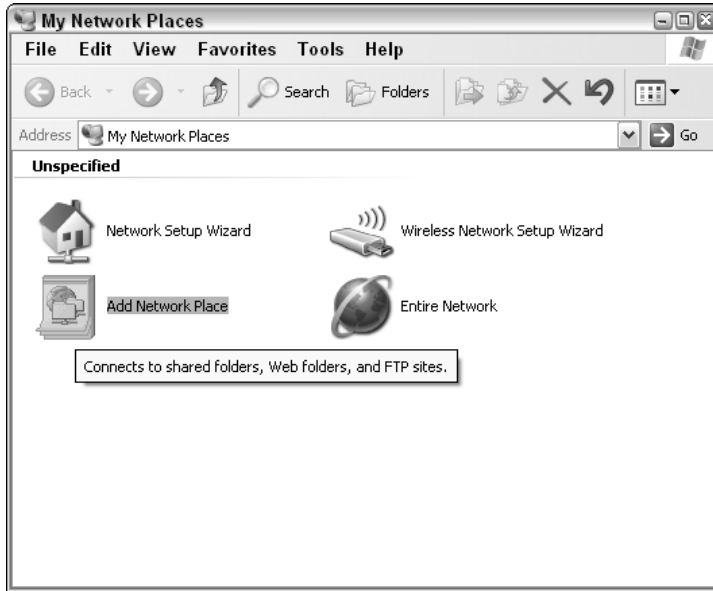 My Network Places
File Edit View Favorites Tools Help
Back Search Folders
Address My Network Places Go
Unspecified
Network Setup Wizard Wireless Network Setup Wizard
Add Network Place Entire Network
Connects to shared folders, Web folders, and FTP sites.